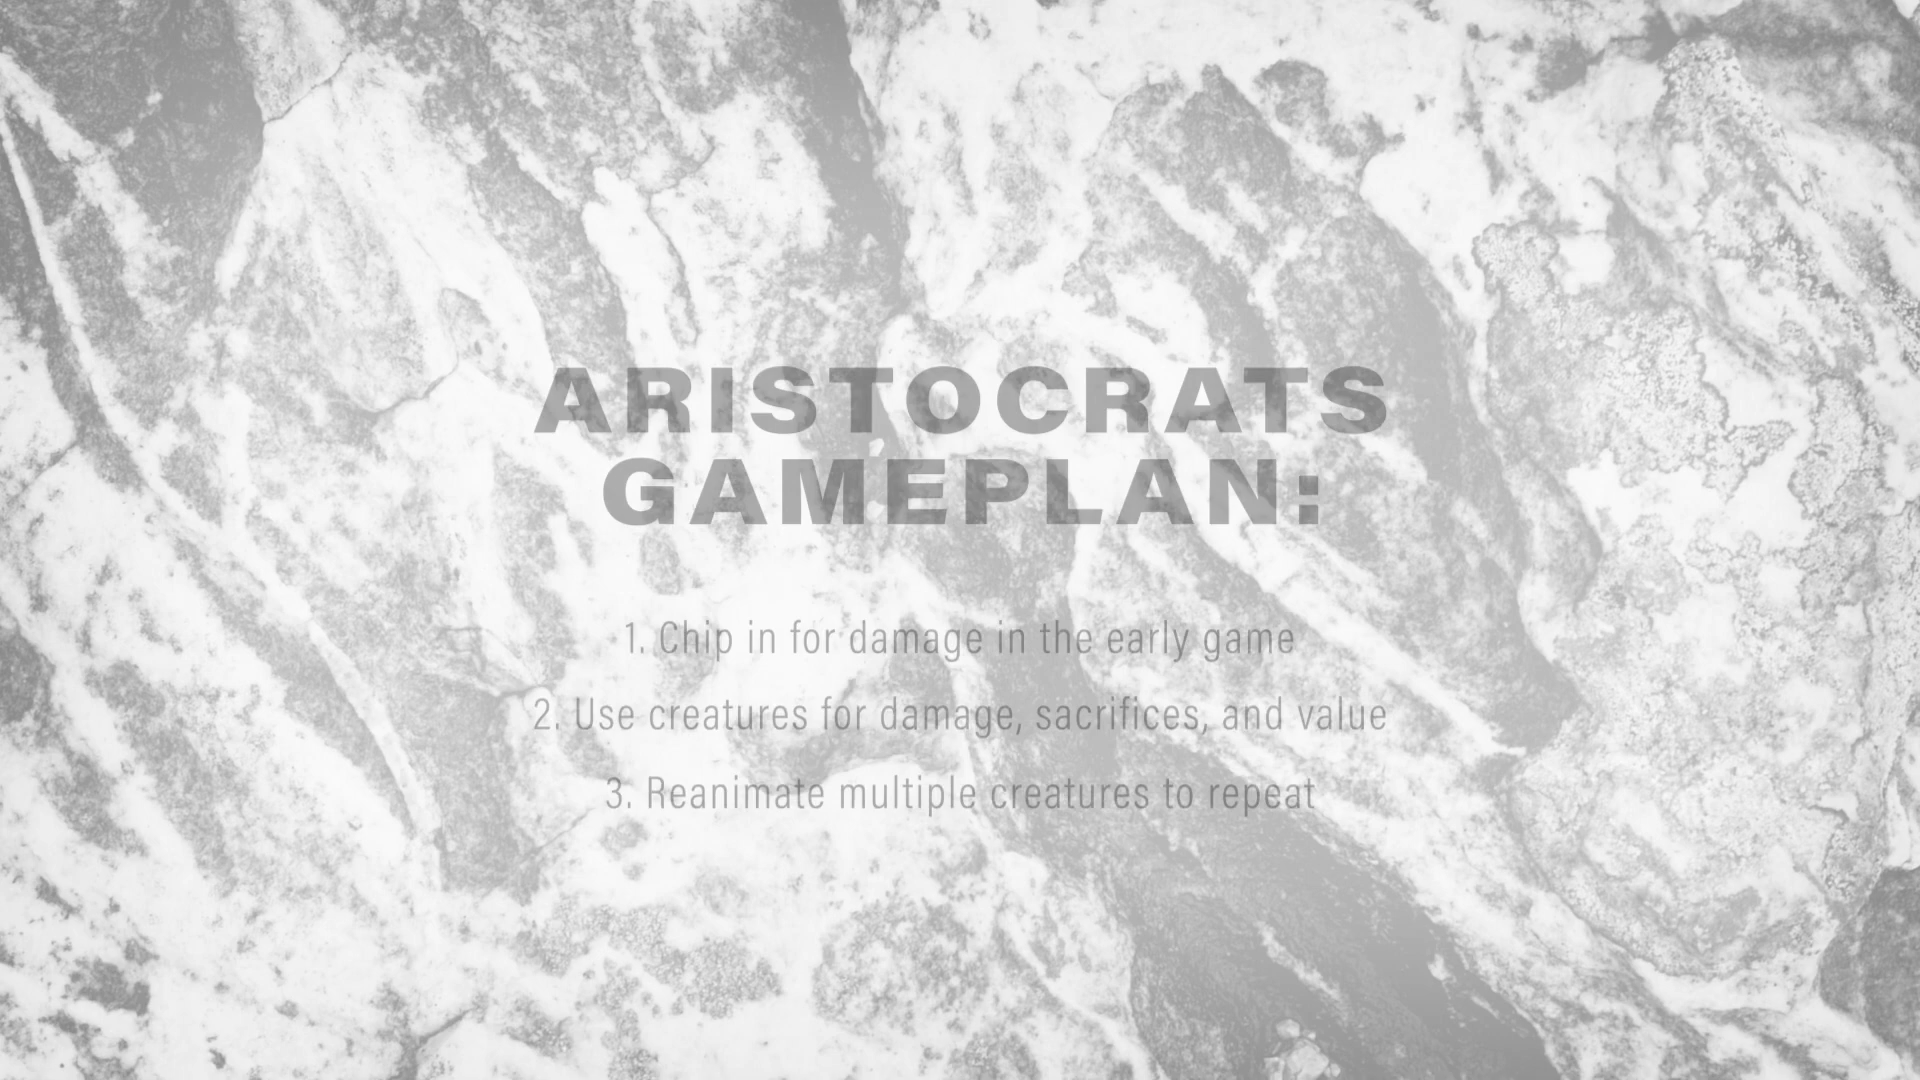 ARISTOCRATS
GAMEPLAN:
1. Chip in for damage in the early game
2. Use creatures for damage, sacrifices, and value
3. Reanimate multiple creatures to repeat